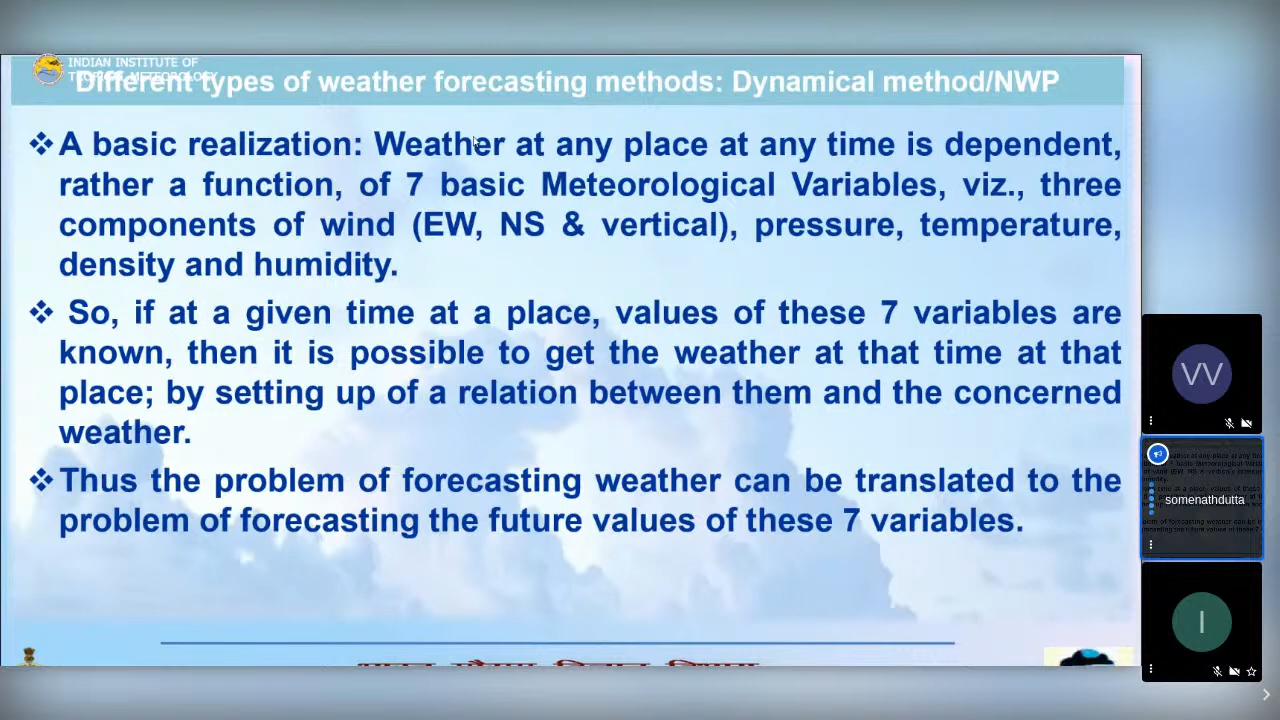 INDIAN INSTITUTE OF
TROPICAL METEOROLOGY
Different types of weather forecasting methods: Dynamical method/NWP
❖ A basic realization: Weather at any place at any time is dependent,
rather a function, of 7 basic Meteorological Variables, viz., three
components of wind (EW, NS & vertical), pressure, temperature,
density and humidity.
❖ So, if at a given time at a place, values of these 7 variables are
known, then it is possible to get the weather at that time at that
place; by setting up of a relation between them and the concerned
weather.
❖ Thus the problem of forecasting weather can be translated to the
problem of forecasting the future values of these 7 variables.
VV
somenathdutta
I